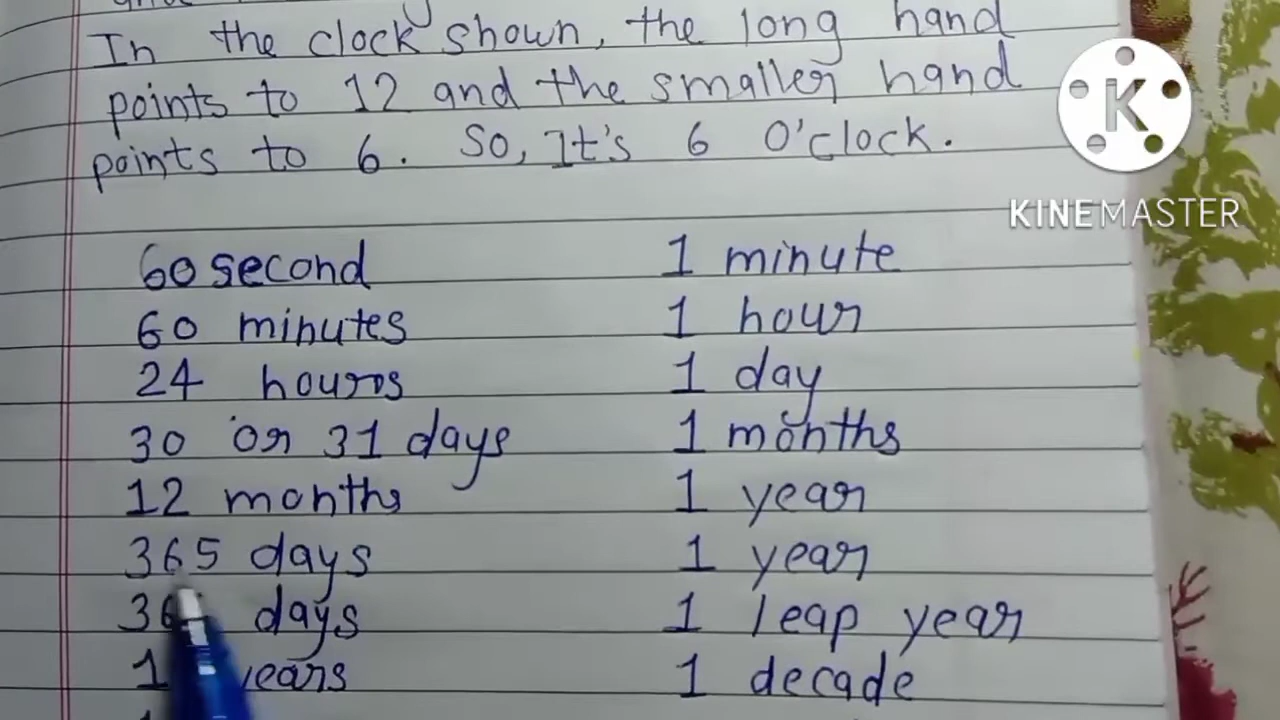 In the clock shown, the long hand
points to 12 and the smaller hand
points to 6. So, It's 6 O'clock.
60 second 1 minute
60 minutes 1 hour
24 hours 1 day
30 or 31 days 1 months
12 months 1 year
365 days 1 year
days 1 leap year
years 1 decade
K
KINEMASTER